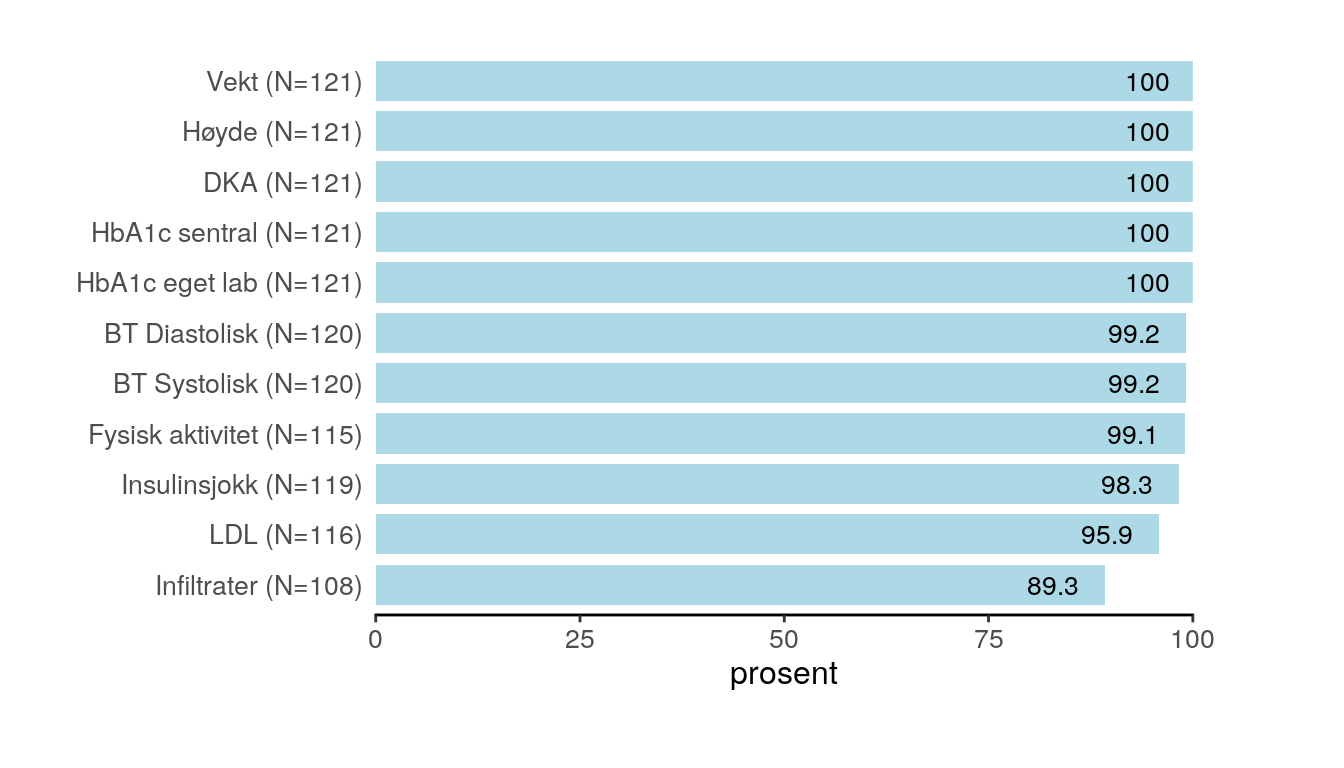 Vekt (N=121) 100
Høyde (N=121) 100
DKA (N=121) 100
HbA1c sentral (N=121) 100
HbA1c eget lab (N=121) 100
BT Diastolisk (N=120) 99.2
BT Systolisk (N=120) 99.2
Fysisk aktivitet (N=115) 99.1
Insulinsjokk (N=119) 98.3
LDL (N=116) 95.9
Infiltrater (N=108) 89.3
0 25 50 75 100
prosent